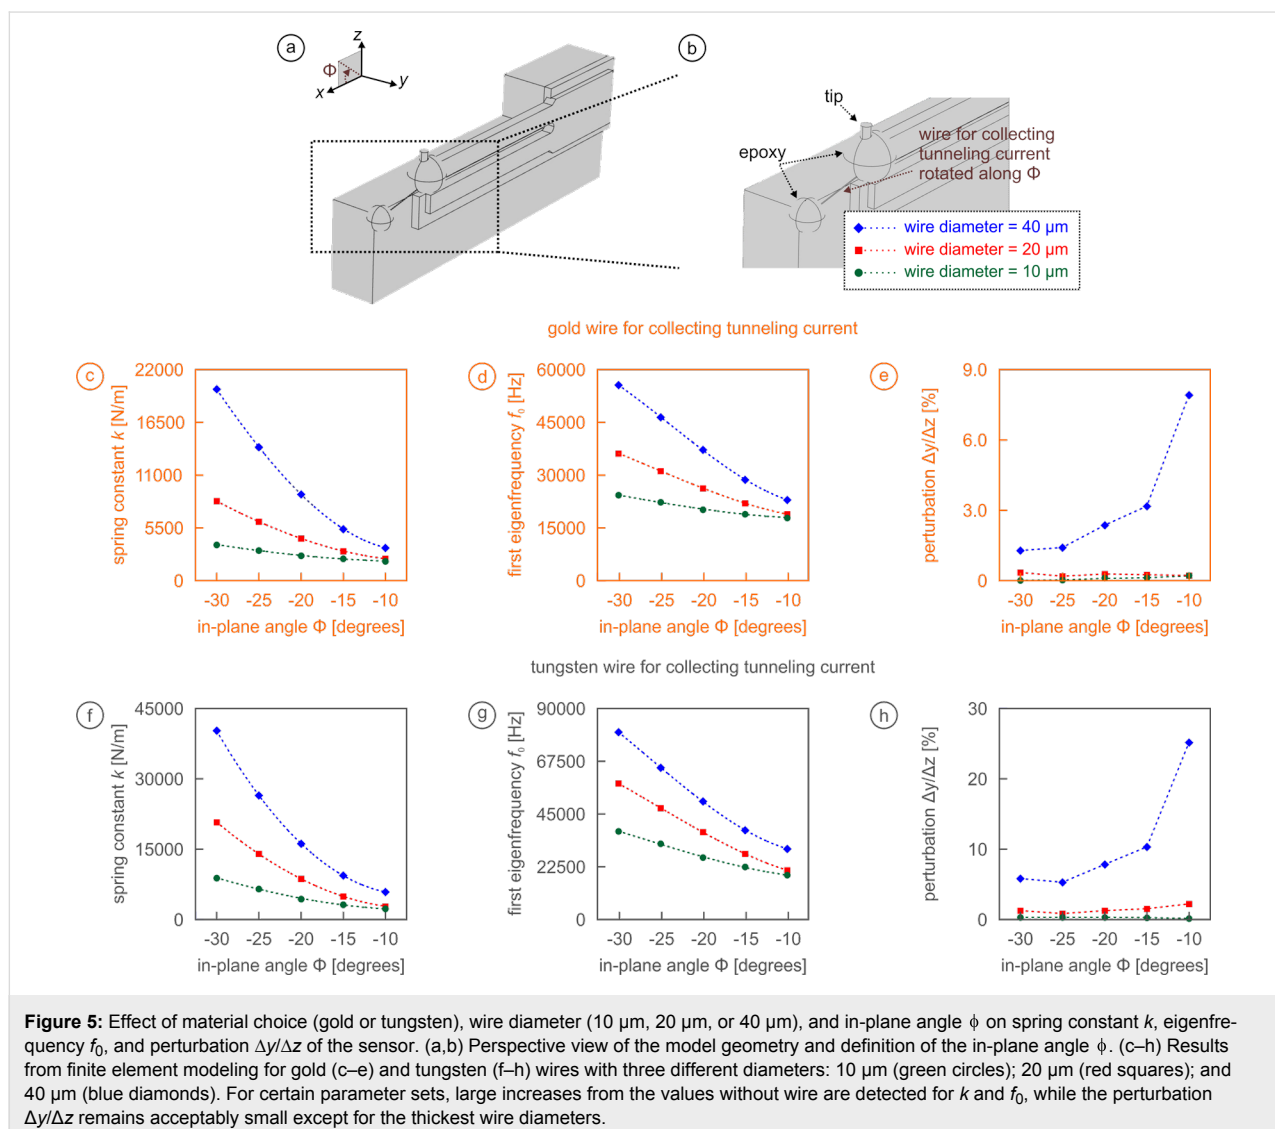 a
z
Φ
x
y
b
tip
epoxy
wire for collecting
tunneling current
rotated along Φ
wire diameter = 40 µm
wire diameter = 20 µm
wire diameter = 10 µm
gold wire for collecting tunneling current
c
spring constant k [N/m]
22000
16500
11000
5500
0
-30 -25 -20 -15 -10
in-plane angle Φ [degrees]
d
first eigenfrequency f₀ [Hz]
60000
45000
30000
15000
0
-30 -25 -20 -15 -10
in-plane angle Φ [degrees]
e
perturbation Δy/Δz [%]
9.0
6.0
3.0
0
-30 -25 -20 -15 -10
in-plane angle Φ [degrees]
tungsten wire for collecting tunneling current
f
spring constant k [N/m]
45000
30000
15000
0
-30 -25 -20 -15 -10
in-plane angle Φ [degrees]
g
first eigenfrequency f₀ [Hz]
90000
67500
45000
22500
0
-30 -25 -20 -15 -10
in-plane angle Φ [degrees]
h
perturbation Δy/Δz [%]
30
20
10
0
-30 -25 -20 -15 -10
in-plane angle Φ [degrees]
Figure 5: Effect of material choice (gold or tungsten), wire diameter (10 µm, 20 µm, or 40 µm), and in-plane angle ϕ on spring constant k, eigenfre-
quency f₀, and perturbation Δy/Δz of the sensor. (a,b) Perspective view of the model geometry and definition of the in-plane angle ϕ. (c–h) Results
from finite element modeling for gold (c–e) and tungsten (f–h) wires with three different diameters: 10 µm (green circles); 20 µm (red squares); and
40 µm (blue diamonds). For certain parameter sets, large increases from the values without wire are detected for k and f₀, while the perturbation
Δy/Δz remains acceptably small except for the thickest wire diameters.